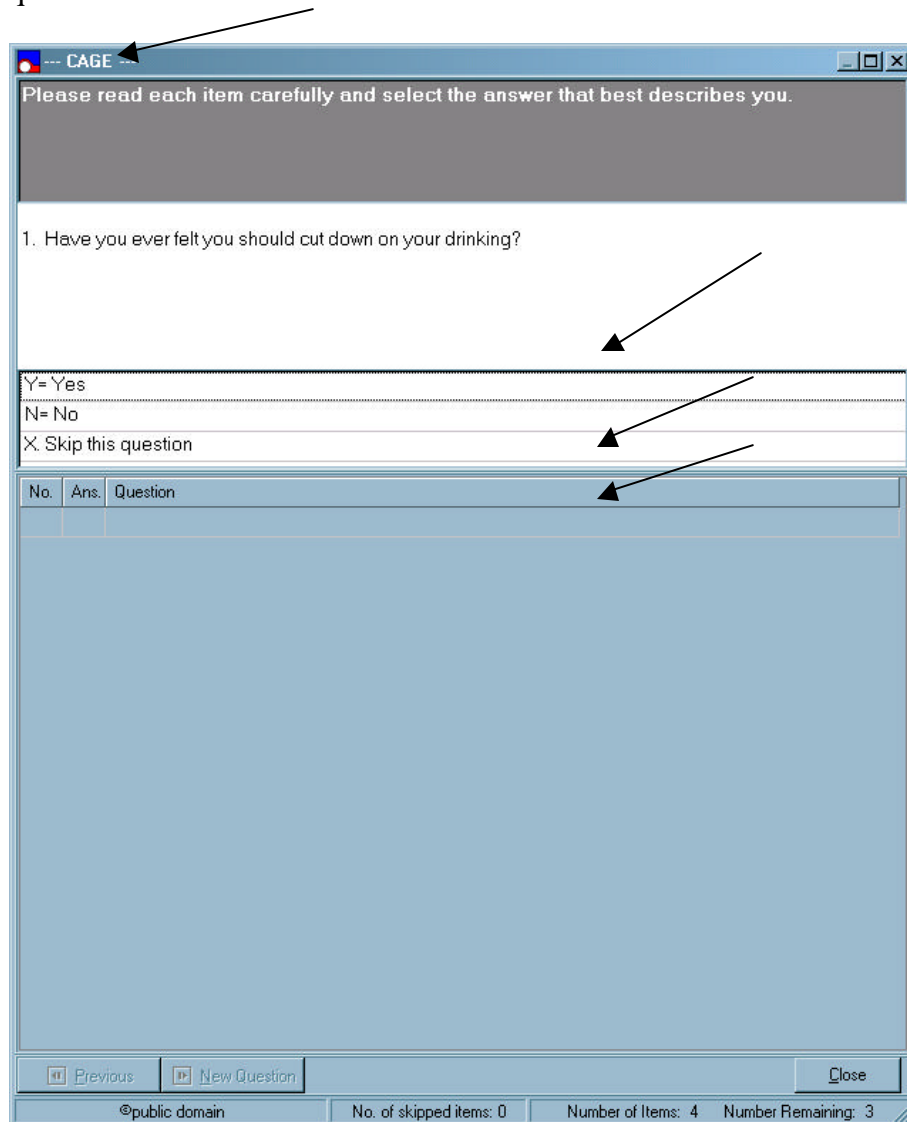 --- CAGE ---
Please read each item carefully and select the answer that best describes you.
1. Have you ever felt you should cut down on your drinking?
Y= Yes
N= No
X. Skip this question
No. Ans. Question
Previous New Question Close
©public domain No. of skipped items: 0 Number of Items: 4 Number Remaining: 3